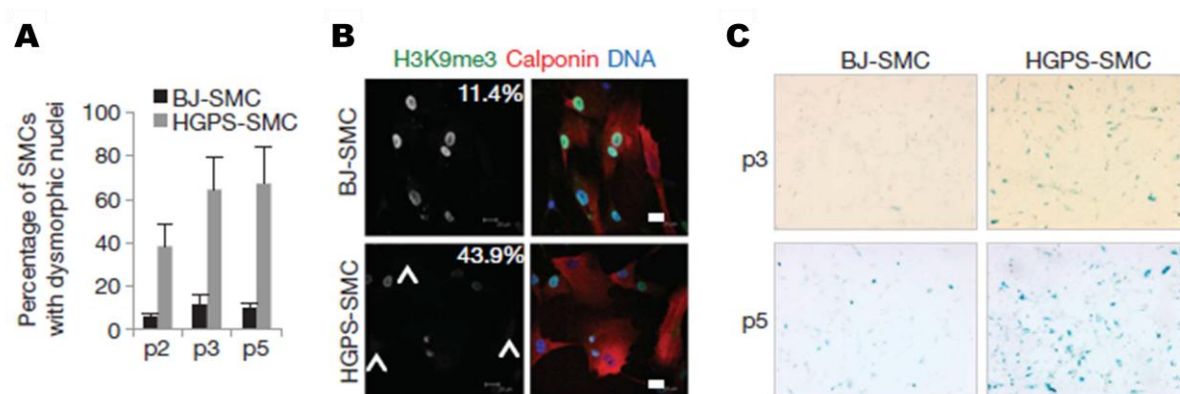 A
Percentage of SMCs
with dysmorphic nuclei
BJ-SMC
HGPS-SMC
100
80
60
40
20
0
p2
p3
p5
B
H3K9me3 Calponin DNA
BJ-SMC
11.4%
HGPS-SMC
43.9%
C
BJ-SMC
HGPS-SMC
p3
p5